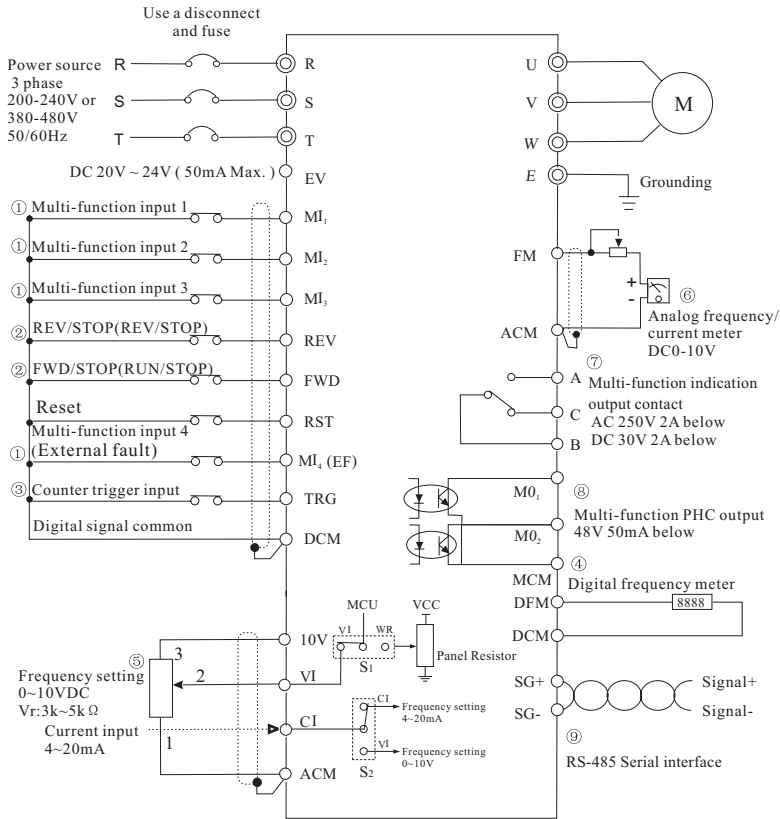 Use a disconnect
and fuse
Power source
3 phase
200-240V or
380-480V
50/60Hz
R
S
T
R
S
T
DC 20V ~ 24V ( 50mA Max. )
EV
① Multi-function input 1
MI₁
① Multi-function input 2
MI₂
① Multi-function input 3
MI₃
② REV/STOP(REV/STOP)
REV
② FWD/STOP(RUN/STOP)
FWD
Reset
RST
Multi-function input 4
① (External fault)
MI₄ (EF)
③ Counter trigger input
TRG
Digital signal common
DCM
⑤
Frequency setting
0~10VDC
Vr:3k~5k Ω
Current input
4~20mA
3
2
1
10V
VI
CI
ACM
MCU
VCC
VI
WR
S₁
Panel Resistor
CI
Frequency setting
4~20mA
VI
Frequency setting
0~10V
S₂
U
V
W
E
M
Grounding
FM
ACM
+
-
⑥
Analog frequency/
current meter
DC0-10V
⑦
A
C
B
Multi-function indication
output contact
AC 250V 2A below
DC 30V 2A below
M0₁
⑧
M0₂
Multi-function PHC output
48V 50mA below
④
MCM
Digital frequency meter
DFM
8888
DCM
SG+
Signal+
SG-
Signal-
⑨
RS-485 Serial interface